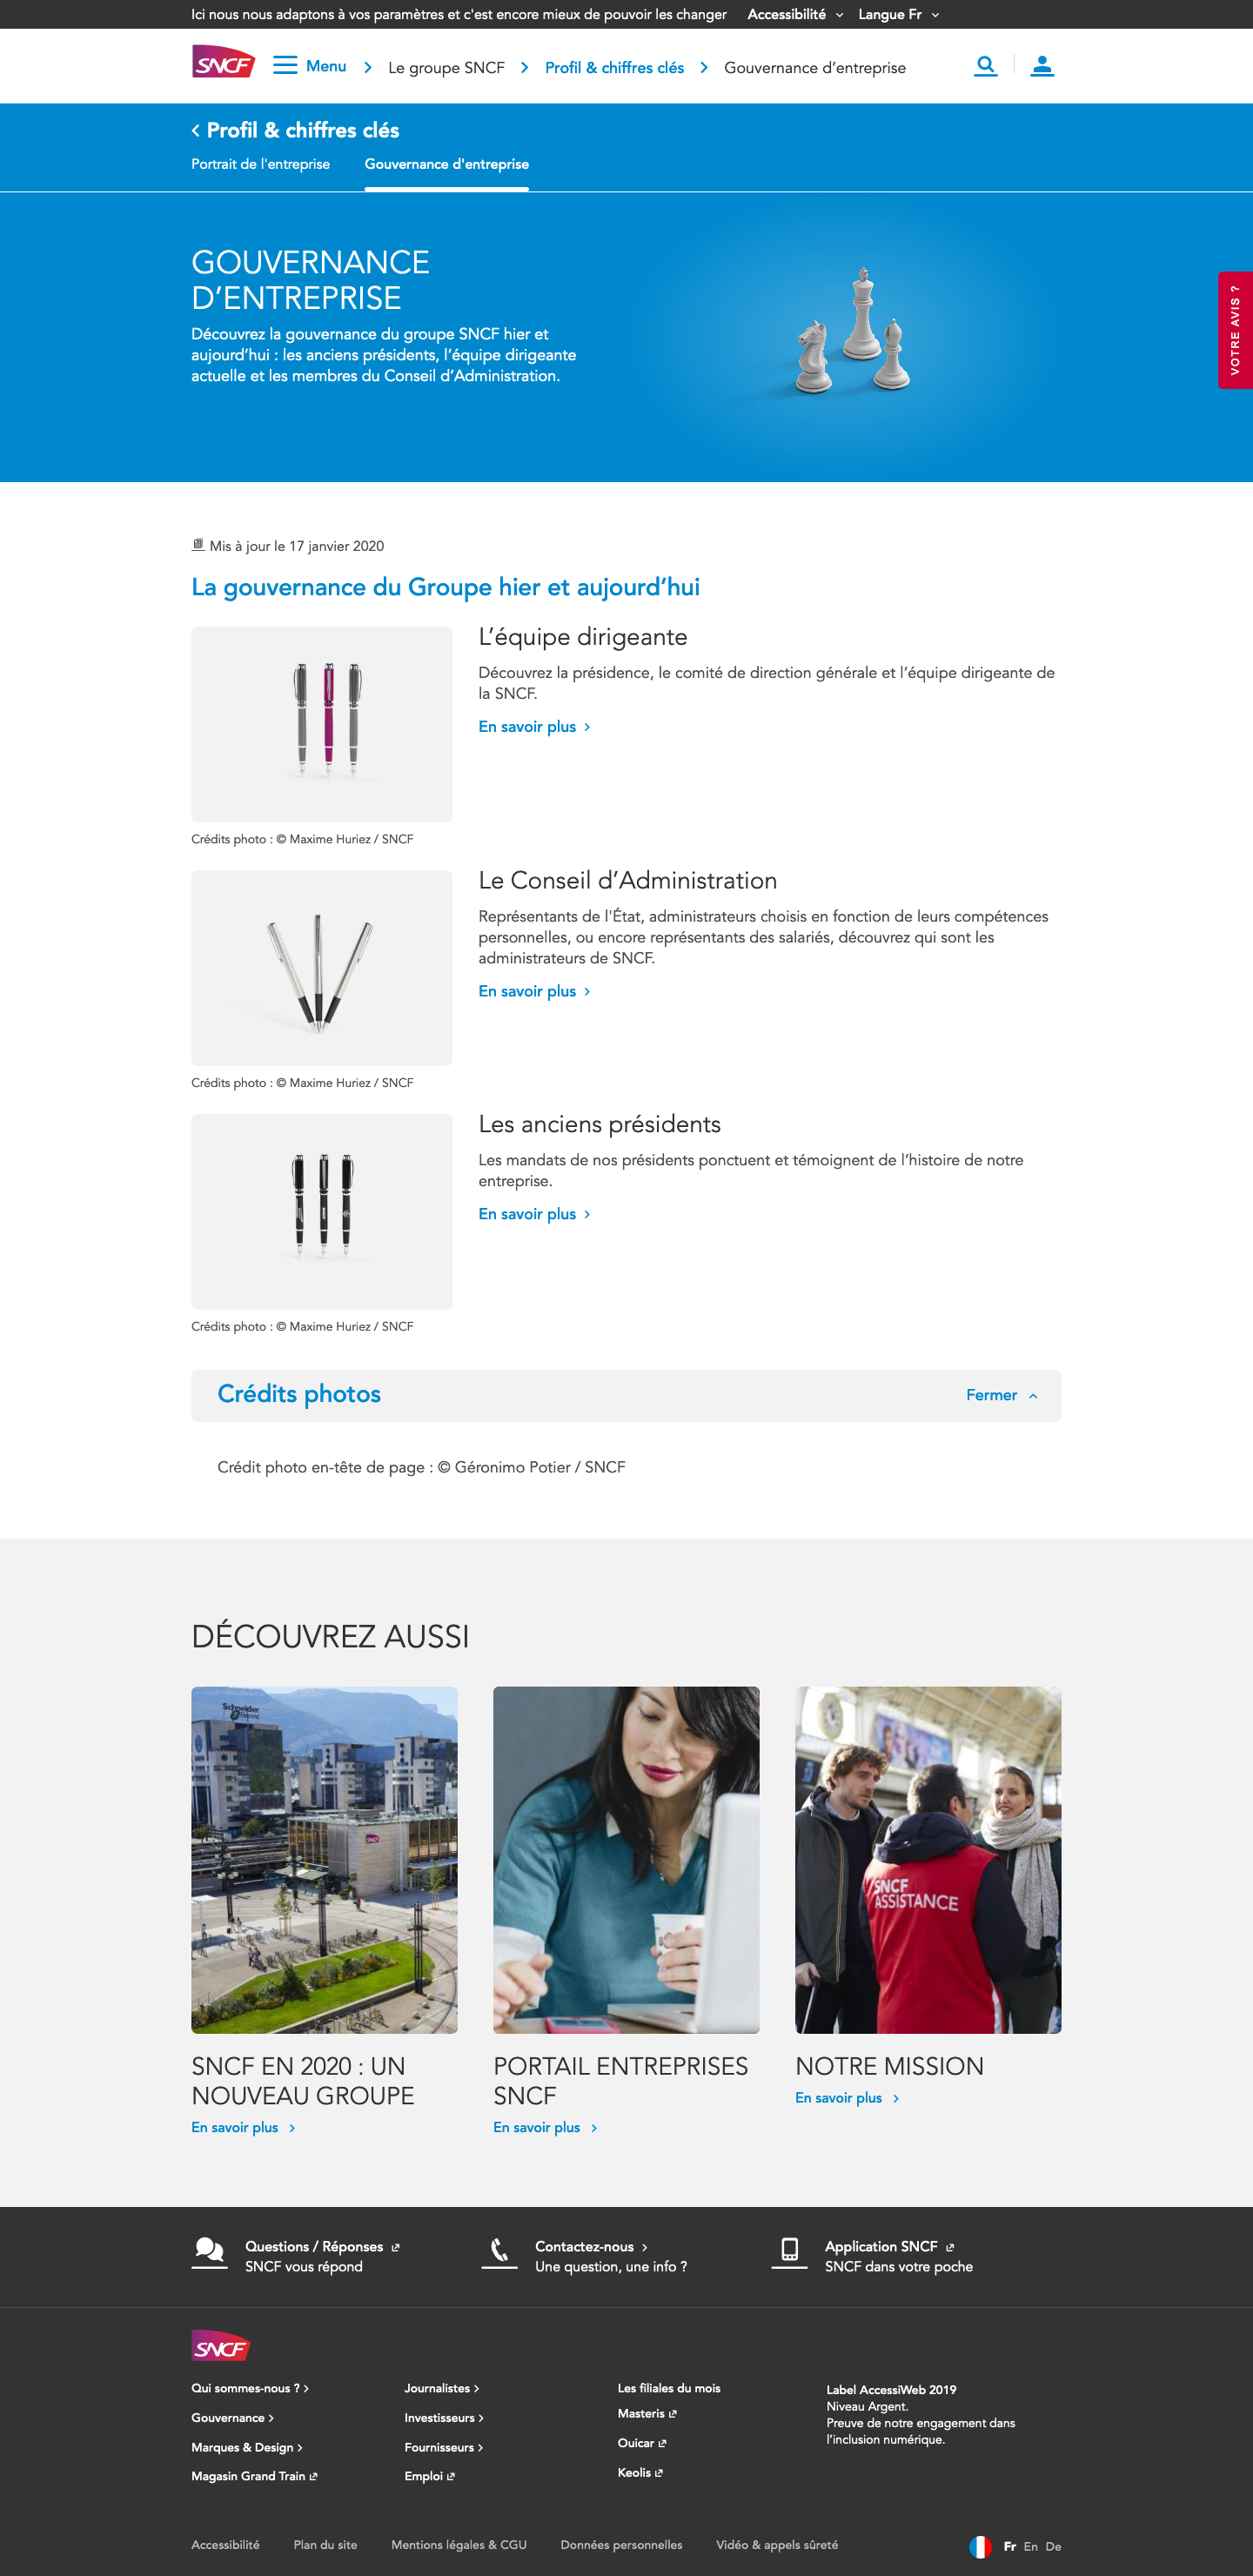 Ici nous nous adaptons à vos paramètres et c'est encore mieux de pouvoir les changer Accessibilité Langue Fr
SNCF Menu Le groupe SNCF Profil & chiffres clés Gouvernance d’entreprise
Profil & chiffres clés
Portrait de l'entreprise Gouvernance d'entreprise
GOUVERNANCE
D’ENTREPRISE
Découvrez la gouvernance du groupe SNCF hier et
aujourd’hui : les anciens présidents, l’équipe dirigeante
actuelle et les membres du Conseil d’Administration.
VOTRE AVIS ?
Mis à jour le 17 janvier 2020
La gouvernance du Groupe hier et aujourd’hui
L’équipe dirigeante
Découvrez la présidence, le comité de direction générale et l’équipe dirigeante de
la SNCF.
En savoir plus
Crédits photo : © Maxime Huriez / SNCF
Le Conseil d’Administration
Représentants de l'État, administrateurs choisis en fonction de leurs compétences
personnelles, ou encore représentants des salariés, découvrez qui sont les
administrateurs de SNCF.
En savoir plus
Crédits photo : © Maxime Huriez / SNCF
Les anciens présidents
Les mandats de nos présidents ponctuent et témoignent de l’histoire de notre
entreprise.
En savoir plus
Crédits photo : © Maxime Huriez / SNCF
Crédits photos Fermer
Crédit photo en-tête de page : © Géronimo Potier / SNCF
DÉCOUVREZ AUSSI
Schneider
Electric
SNCF
SNCF
ASSISTANCE
SNCF EN 2020 : UN
NOUVEAU GROUPE
En savoir plus
PORTAIL ENTREPRISES
SNCF
En savoir plus
NOTRE MISSION
En savoir plus
Questions / Réponses
SNCF vous répond
Contactez-nous
Une question, une info ?
Application SNCF
SNCF dans votre poche
SNCF
Qui sommes-nous ?
Gouvernance
Marques & Design
Magasin Grand Train
Journalistes
Investisseurs
Fournisseurs
Emploi
Les filiales du mois
Masteris
Ouicar
Keolis
Label AccessiWeb 2019
Niveau Argent.
Preuve de notre engagement dans
l’inclusion numérique.
Accessibilité Plan du site Mentions légales & CGU Données personnelles Vidéo & appels sûreté Fr En De